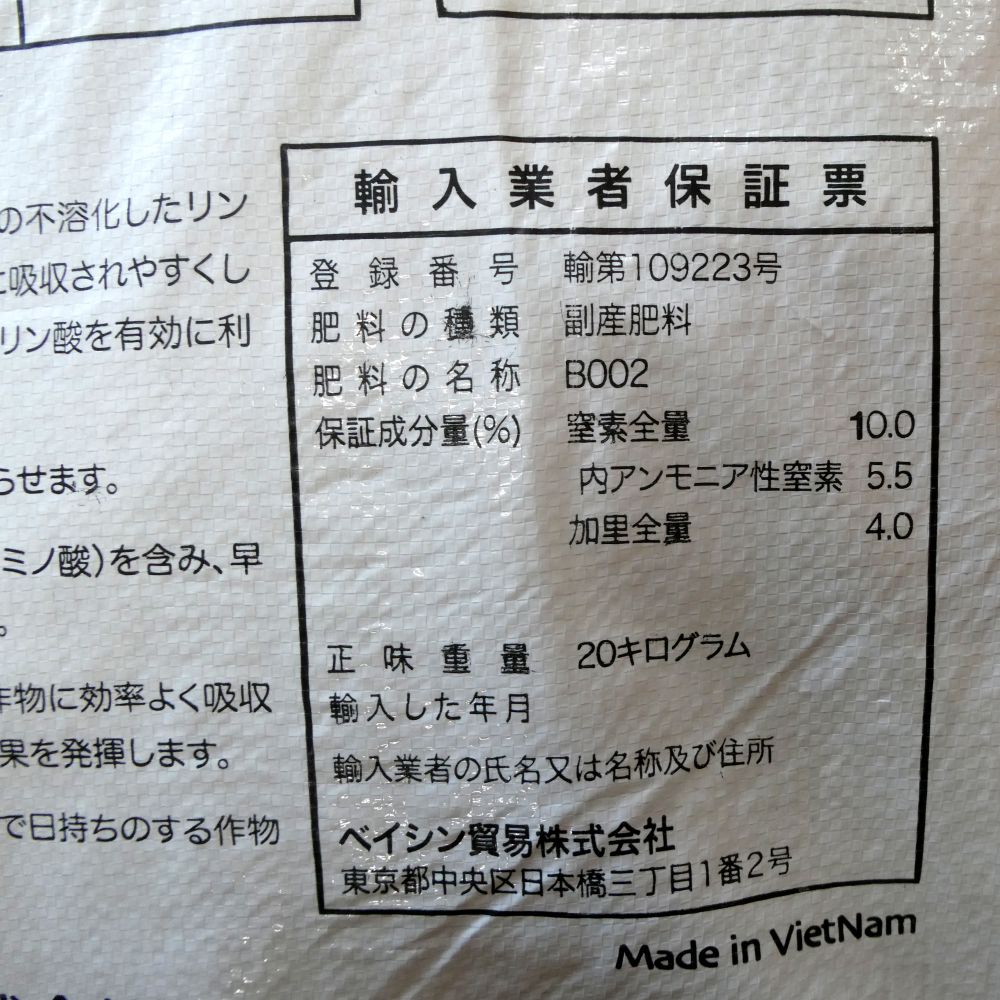 の不溶化したリン
に吸収されやすくし
リン酸を有効に利
らせます。
ミノ酸)を含み、早
。
作物に効率よく吸収
果を発揮します。
で日持ちのする作物
輸入業者保証票
登録番号 輸第109223号
肥料の種類 副産肥料
肥料の名称 B002
保証成分量(%) 窒素全量 10.0
内アンモニア性窒素 5.5
加里全量 4.0
正味重量 20キログラム
輸入した年月
輸入業者の氏名又は名称及び住所
ベイシン貿易株式会社
東京都中央区日本橋三丁目1番2号
Made in VietNam